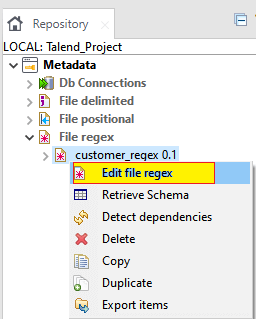 Repository
LOCAL: Talend_Project
Metadata
Db Connections
File delimited
File positional
File regex
customer_regex 0.1
Edit file regex
Retrieve Schema
Detect dependencies
Delete
Copy
Duplicate
Export items